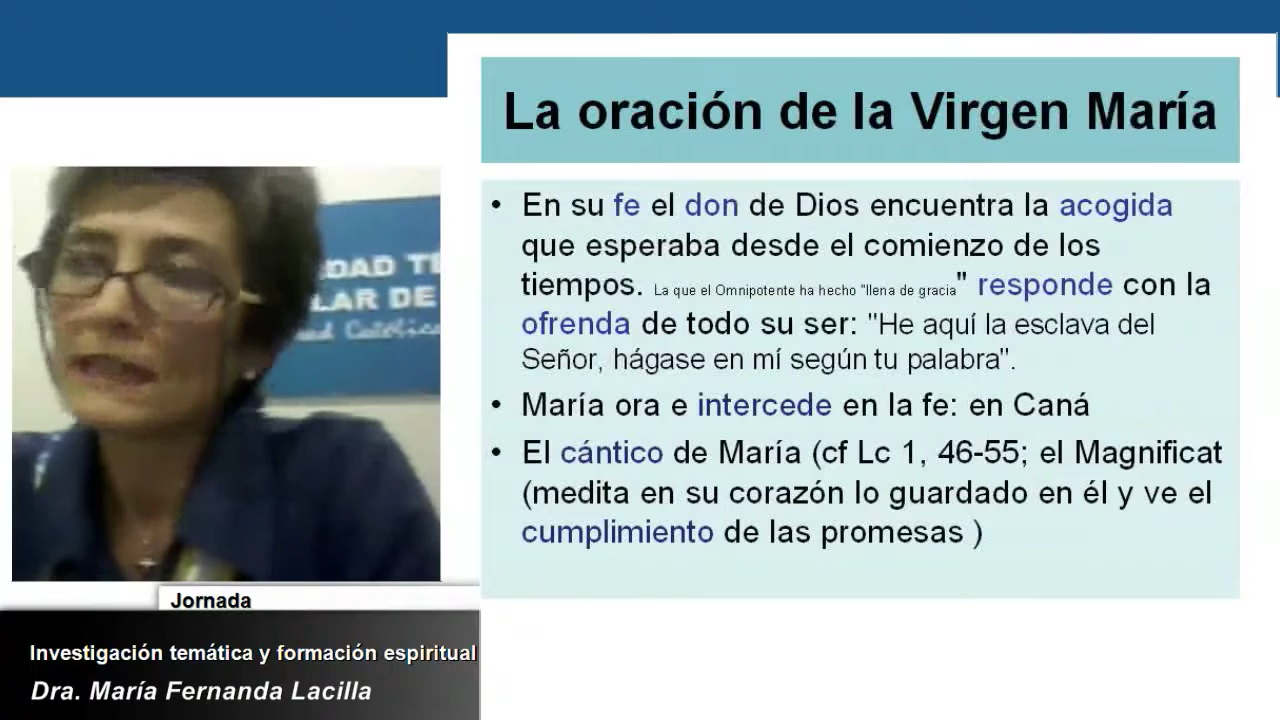 La oración de la Virgen María
• En su fe el don de Dios encuentra la acogida
que esperaba desde el comienzo de los
tiempos. La que el Omnipotente ha hecho "llena de gracia" responde con la
ofrenda de todo su ser: "He aquí la esclava del
Señor, hágase en mí según tu palabra".
• María ora e intercede en la fe: en Caná
• El cántico de María (cf Lc 1, 46-55; el Magnificat
(medita en su corazón lo guardado en él y ve el
cumplimiento de las promesas )
DAD TÉ
LAR DE
Católica
Jornada
Investigación temática y formación espiritual
Dra. María Fernanda Lacilla